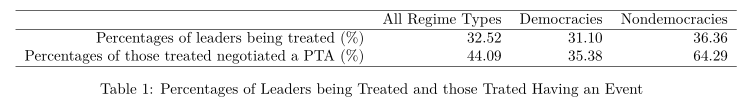 All Regime Types Democracies Nondemocracies
Percentages of leaders being treated (%) 32.52 31.10 36.36
Percentages of those treated negotiated a PTA (%) 44.09 35.38 64.29
Table 1: Percentages of Leaders being Treated and those Trated Having an Event